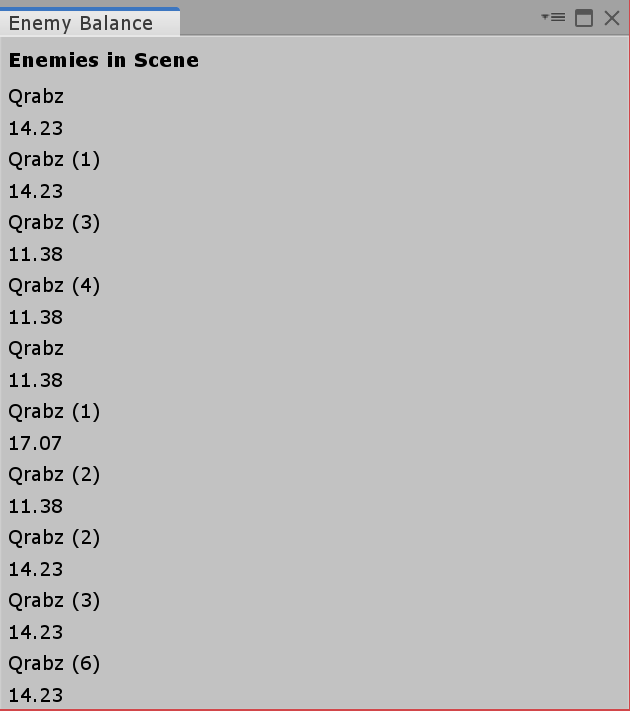 Enemy Balance
Enemies in Scene
Qrabz
14.23
Qrabz (1)
14.23
Qrabz (3)
11.38
Qrabz (4)
11.38
Qrabz
11.38
Qrabz (1)
17.07
Qrabz (2)
11.38
Qrabz (2)
14.23
Qrabz (3)
14.23
Qrabz (6)
14.23